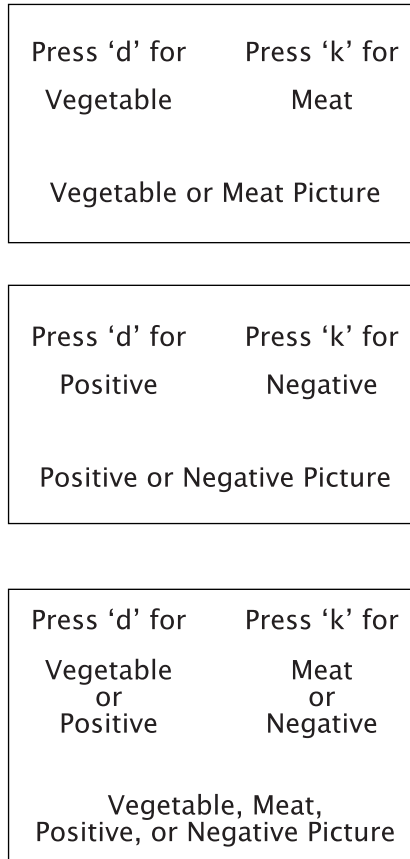 Press ‘d’ for Press ‘k’ for
Vegetable Meat
Vegetable or Meat Picture
Press ‘d’ for Press ‘k’ for
Positive Negative
Positive or Negative Picture
Press ‘d’ for Press ‘k’ for
Vegetable Meat
or or
Positive Negative
Vegetable, Meat,
Positive, or Negative Picture